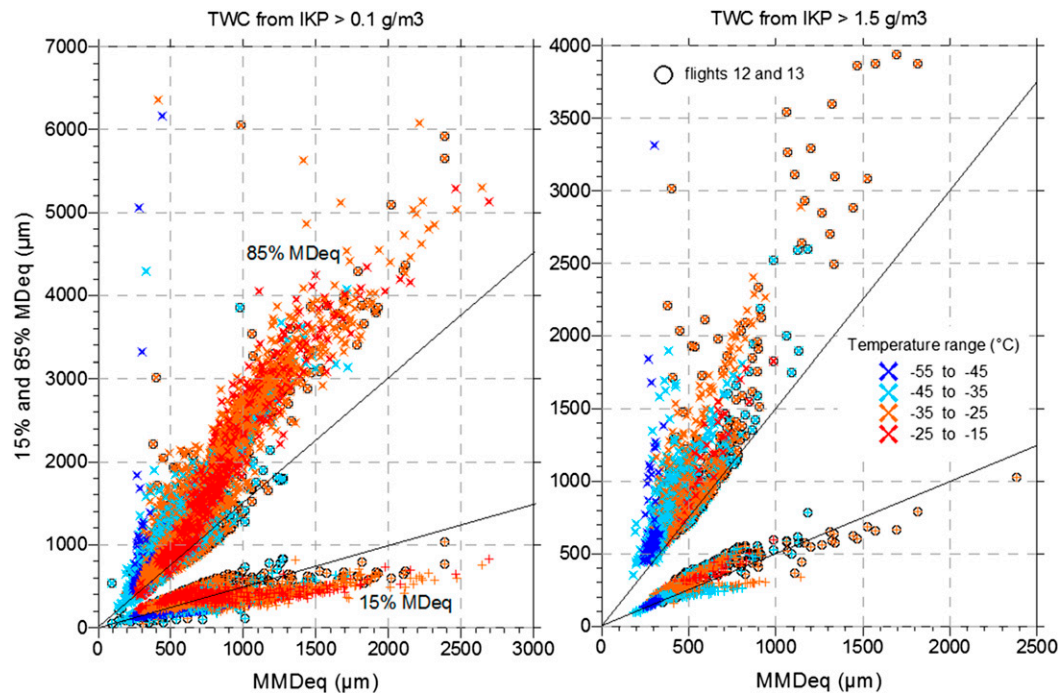 TWC from IKP > 0.1 g/m3
7000
6000
5000
4000
3000
2000
1000
0
15% and 85% MDeq (µm)
85% MDeq
15% MDeq
0 500 1000 1500 2000 2500 3000
MMDeq (µm)
TWC from IKP > 1.5 g/m3
4000
3500
3000
2500
2000
1500
1000
500
0
flights 12 and 13
Temperature range (°C)
-55 to -45
-45 to -35
-35 to -25
-25 to -15
0 500 1000 1500 2000 2500
MMDeq (µm)